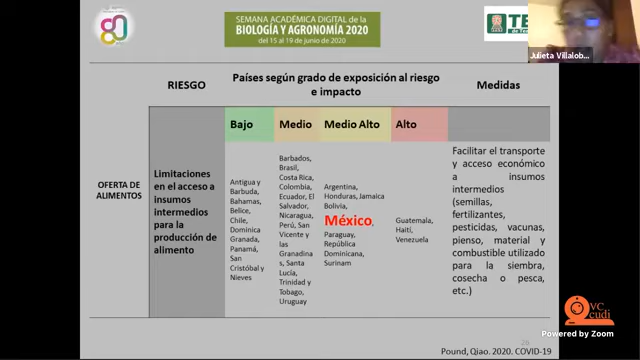 SEMANA ACADÉMICA DIGITAL de la
BIOLOGÍA Y AGRONOMÍA 2020
del 15 al 19 de junio de 2020
Julieta Villalob...
RIESGO
Países según grado de exposición al riesgo
e impacto
Medidas
Bajo
Medio
Medio Alto
Alto
OFERTA DE
ALIMENTOS
Limitaciones
en el acceso a
insumos
intermedios
para la
producción de
alimento
Antigua y
Barbuda,
Bahamas,
Belice,
Chile,
Dominica
Granada,
Panamá,
San
Cristóbal y
Nieves
Barbados,
Brasil,
Costa Rica,
Colombia,
Ecuador, El
Salvador,
Nicaragua,
Perú, San
Vicente y
las
Granadina
s, Santa
Lucía,
Trinidad y
Tobago,
Uruguay
Argentina,
Honduras, Jamaica
Bolivia,
México,
Paraguay,
República
Dominicana,
Surinam
Guatemala,
Haití,
Venezuela
Facilitar el transporte
y acceso económico
a insumos
intermedios
(semillas,
fertilizantes,
pesticidas, vacunas,
pienso, material y
combustible utilizado
para la siembra,
cosecha o pesca,
etc.)
VC
cudi
Powered by Zoom
26
Pound, Qiao. 2020. COVID-19